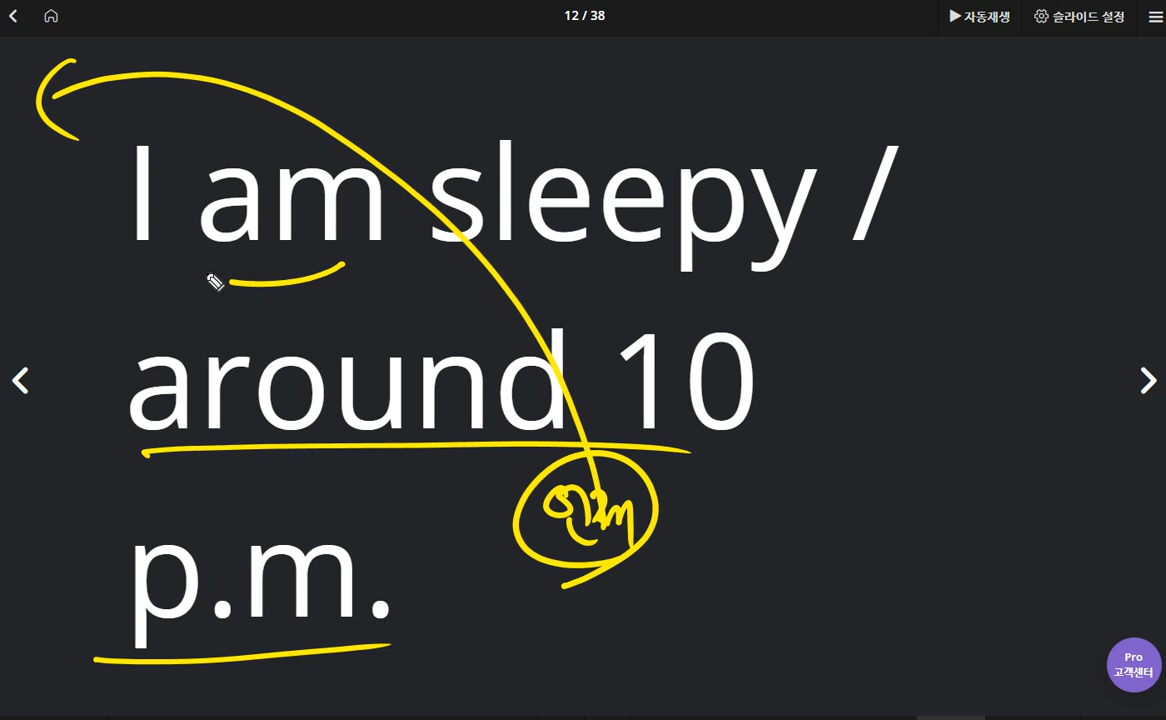 12 / 38
▶ 자동재생
슬라이드 설정
I am sleepy /
around 10
p.m.
Pro
고객센터